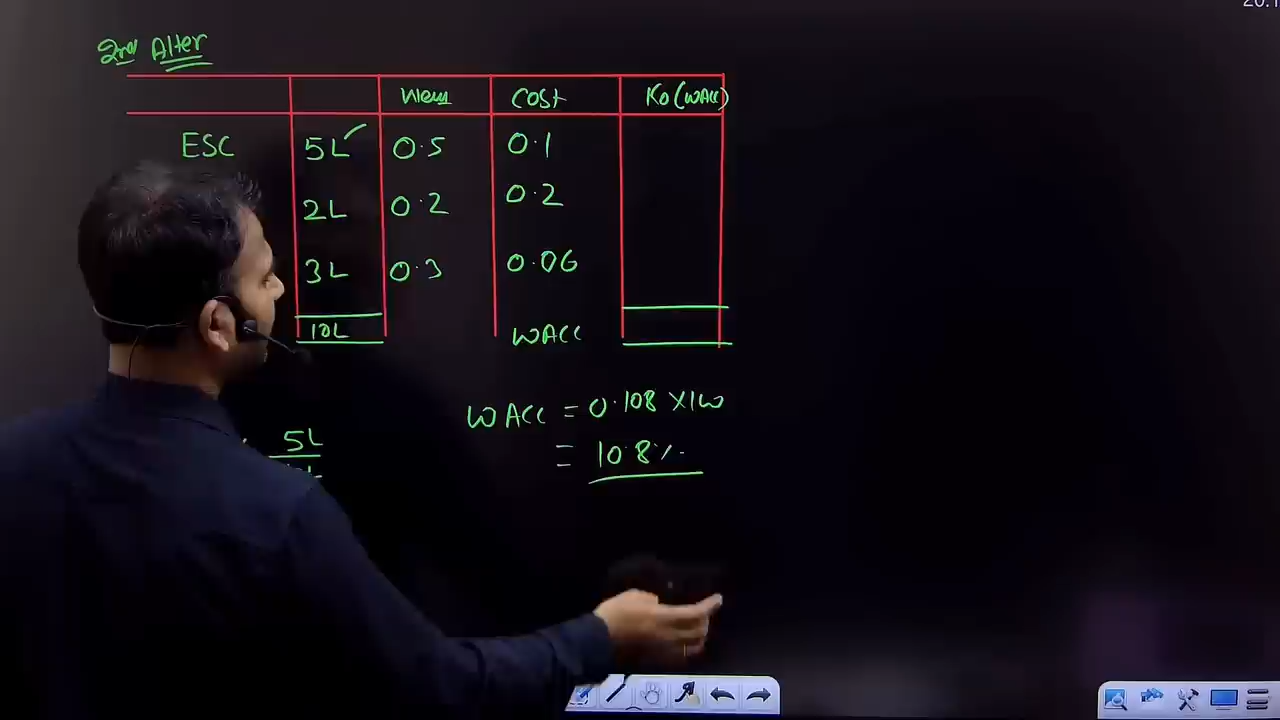 2nd Alter
Cost Ko (WACC)
ESC 5L 0.5 0.1
2L 0.2 0.2
3L 0.3 0.06
10L WACC
WACC = 0.108 X100
= 10.8%
5L